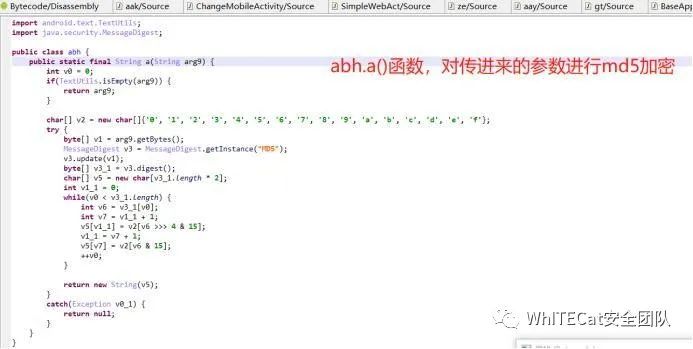 Bytecode/Disassembly aak/Source ChangeMobileActivity/Source SimpleWebAct/Source ze/Source aay/Source gt/Source BaseApp
import android.text.TextUtils;
import java.security.MessageDigest;
public class abh {
public static final String a(String arg9) {
abh.a()函数，对传进来的参数进行md5加密
int v0 = 0;
if(TextUtils.isEmpty(arg9)) {
return arg9;
}
char[] v2 = new char[]{'0', '1', '2', '3', '4', '5', '6', '7', '8', '9', 'a', 'b', 'c', 'd', 'e', 'f'};
try {
byte[] v1 = arg9.getBytes();
MessageDigest v3 = MessageDigest.getInstance("MD5");
v3.update(v1);
byte[] v3_1 = v3.digest();
char[] v5 = new char[v3_1.length * 2];
int v1_1 = 0;
while(v0 < v3_1.length) {
int v6 = v3_1[v0];
int v7 = v1_1 + 1;
v5[v1_1] = v2[v6 >>> 4 & 15];
v1_1 = v7 + 1;
v5[v7] = v2[v6 & 15];
++v0;
}
return new String(v5);
}
catch(Exception v0_1) {
return null;
}
}
}
WhITECat安全团队